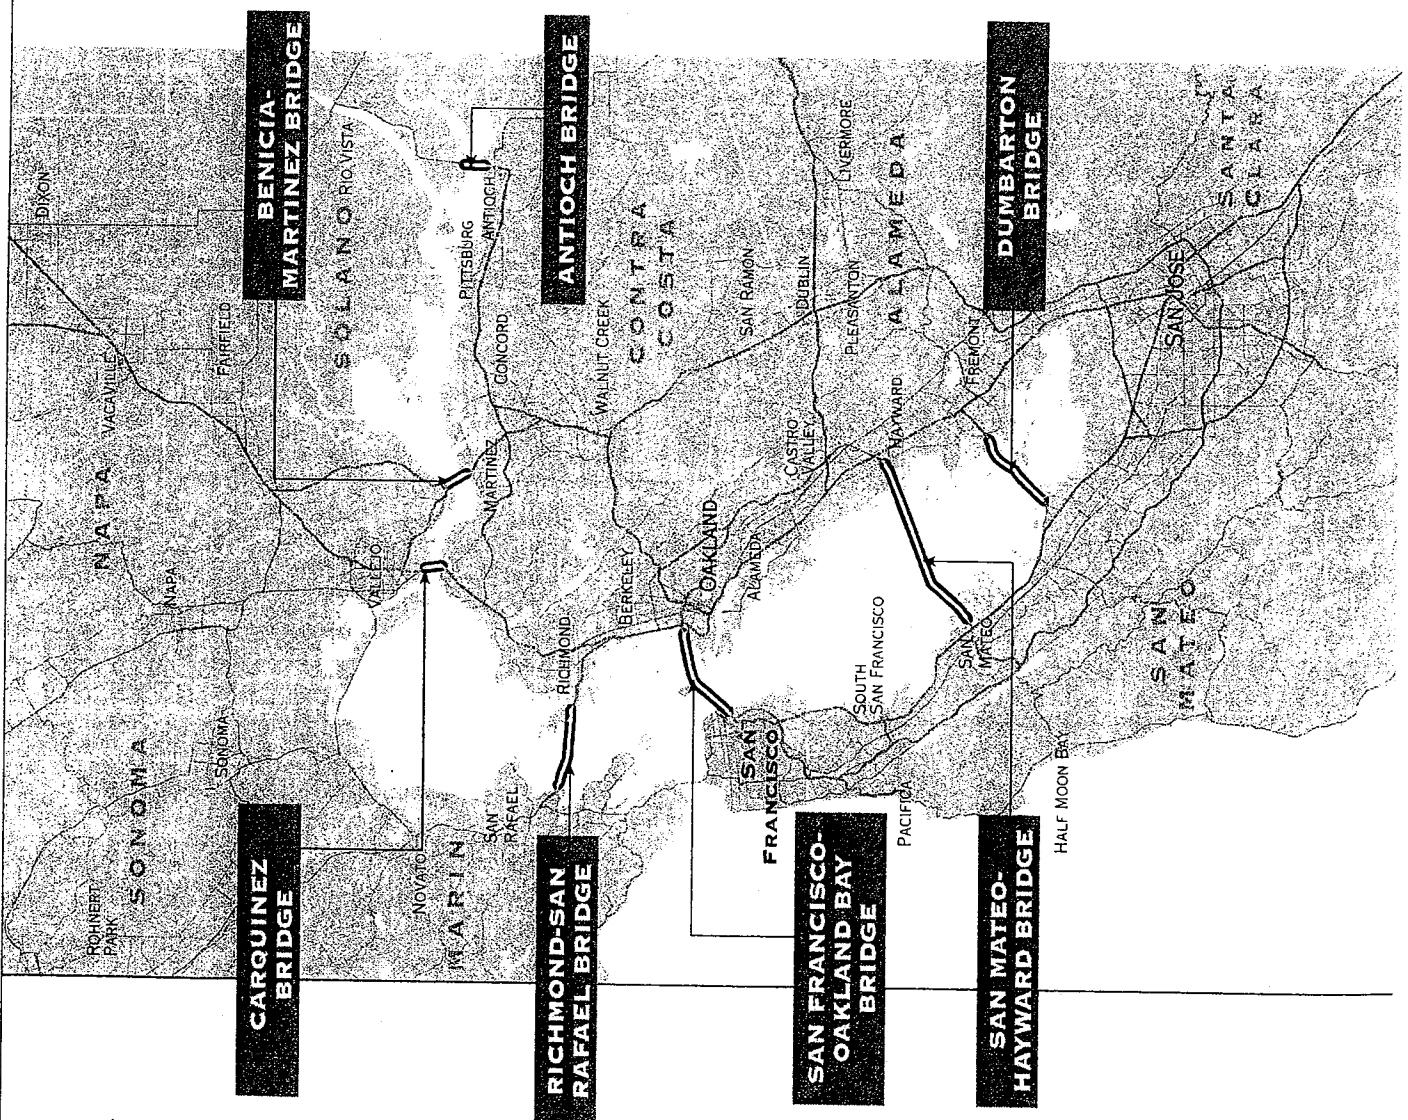 CARQUINEZ
BRIDGE
BENICIA-
MARTINEZ BRIDGE
RICHMOND-SAN
RAFAEL BRIDGE
ANTIOCH BRIDGE
SAN FRANCISCO-
OAKLAND BAY
BRIDGE
SAN MATEO-
HAYWARD BRIDGE
DUMBARTON
BRIDGE
ROHNERT
PARK
SONOMA
SONOMA
NAPA
NAPA
VACAVILLE
DIXON
FAIRFIELD
SOLANO
RIO VISTA
VALLEJO
NOVATO
MARIN
SAN
RAFAEL
MARTINEZ
CONCORD
PITTSBURG
ANTIOCH
RICHMOND
BERKELEY
WALNUT CREEK
CONTRA
COSTA
OAKLAND
ALAMEDA
SAN RAMON
SAN
FRANCISCO
CASTRO
VALLEY
DUBLIN
LIVERMORE
PLEASANTON
ALAMEDA
SOUTH
SAN FRANCISCO
PACIFICA
HAYWARD
SAN
MATEO
FREMONT
HALF MOON BAY
SAN
MATEO
SAN JOSE
SANTA
CLARA